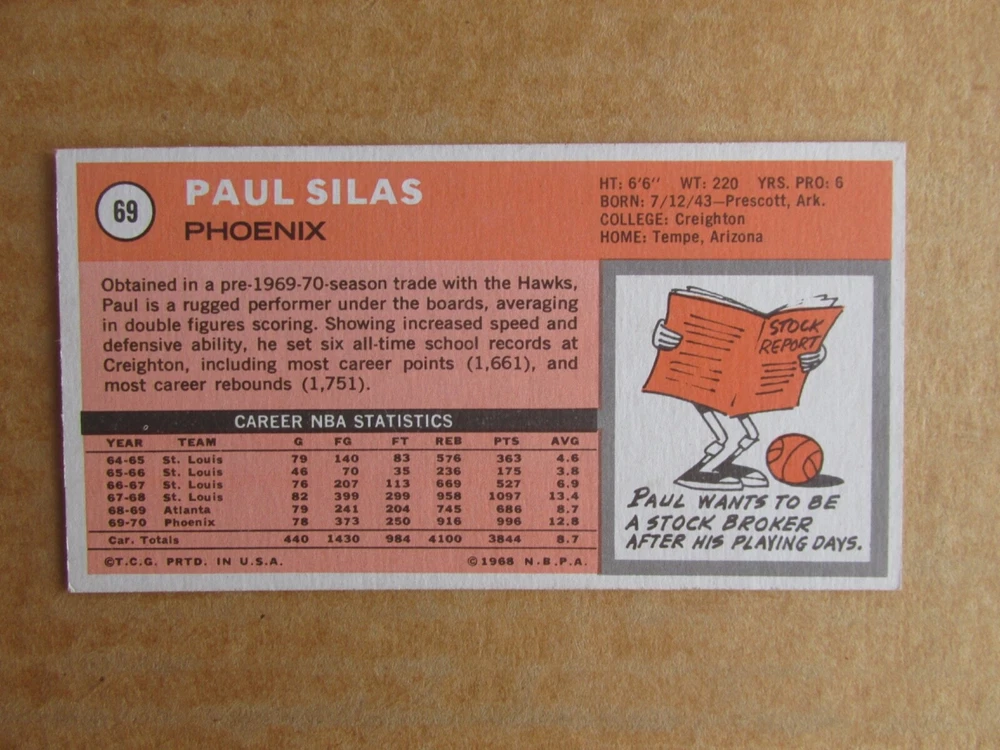 69
PAUL SILAS
PHOENIX
HT: 6'6" WT: 220 YRS. PRO: 6
BORN: 7/12/43—Prescott, Ark.
COLLEGE: Creighton
HOME: Tempe, Arizona
Obtained in a pre-1969-70-season trade with the Hawks,
Paul is a rugged performer under the boards, averaging
in double figures scoring. Showing increased speed and
defensive ability, he set six all-time school records at
Creighton, including most career points (1,661), and
most career rebounds (1,751).
CAREER NBA STATISTICS
YEAR TEAM G FG FT REB PTS AVG
64-65 St. Louis 79 140 83 576 363 4.6
65-66 St. Louis 46 70 35 236 175 3.8
66-67 St. Louis 76 207 113 669 527 6.9
67-68 St. Louis 82 399 299 958 1097 13.4
68-69 Atlanta 79 241 204 745 686 8.7
69-70 Phoenix 78 373 250 916 996 12.8
Car. Totals 440 1430 984 4100 3844 8.7
©T.C.G. PRTD. IN U.S.A. ©1968 N.B.P.A.
STOCK
REPORT
PAUL WANTS TO BE
A STOCK BROKER
AFTER HIS PLAYING DAYS.